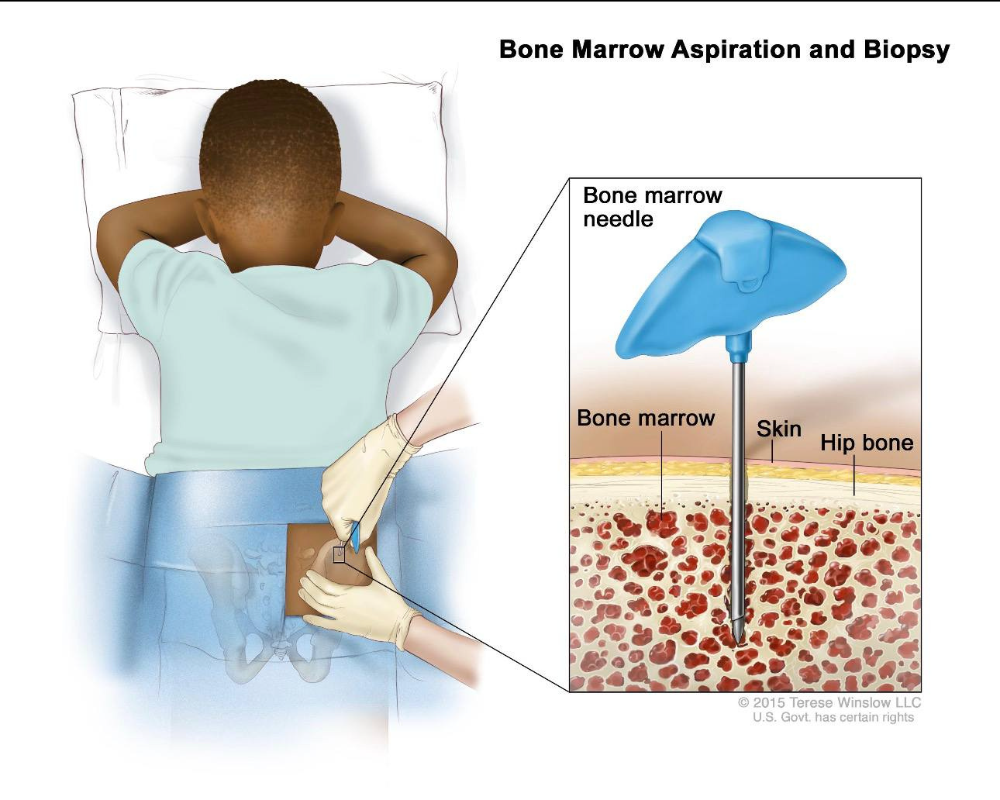 Bone Marrow Aspiration and Biopsy
Bone marrow
needle
Bone marrow
Skin
Hip bone
© 2015 Terese Winslow LLC
U.S. Govt. has certain rights